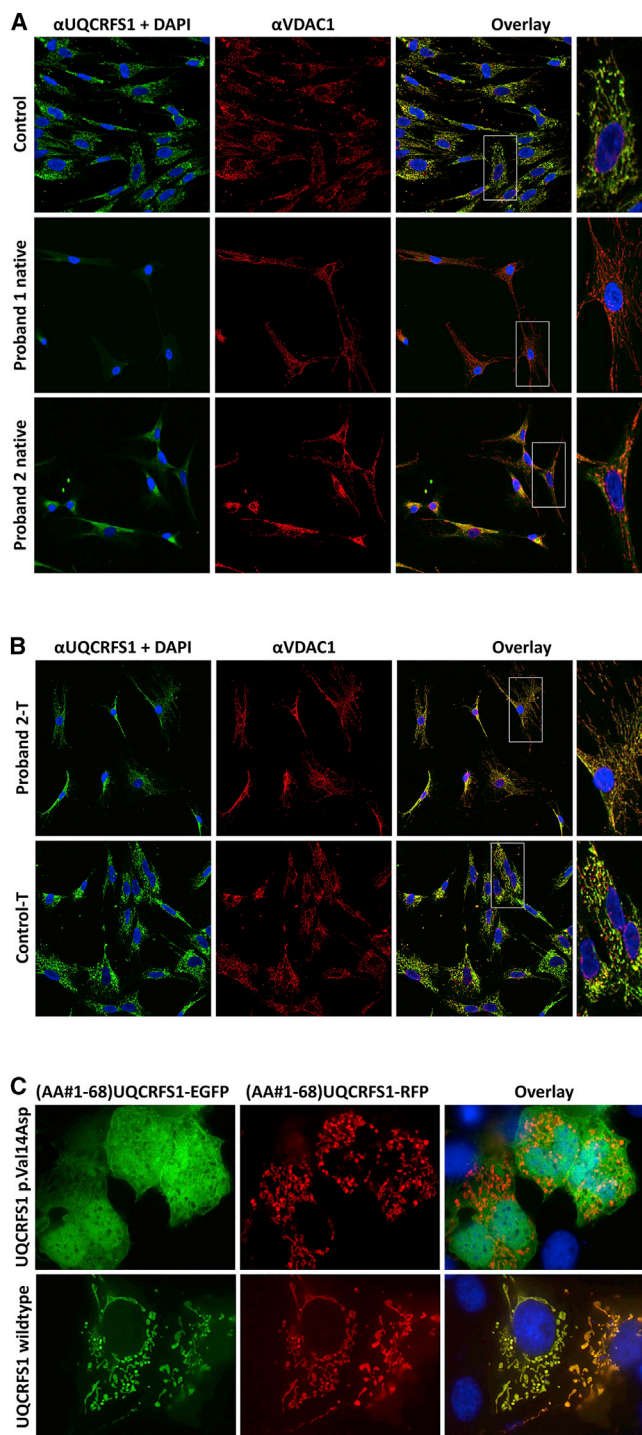 A
αUQCRFS1 + DAPI αVDAC1 Overlay
Control
Proband 1 native
Proband 2 native
B
αUQCRFS1 + DAPI αVDAC1 Overlay
Proband 2-T
Control-T
C
(AA#1-68)UQCRFS1-EGFP (AA#1-68)UQCRFS1-RFP Overlay
UQCRFS1 p.Val14Asp
UQCRFS1 wildtype